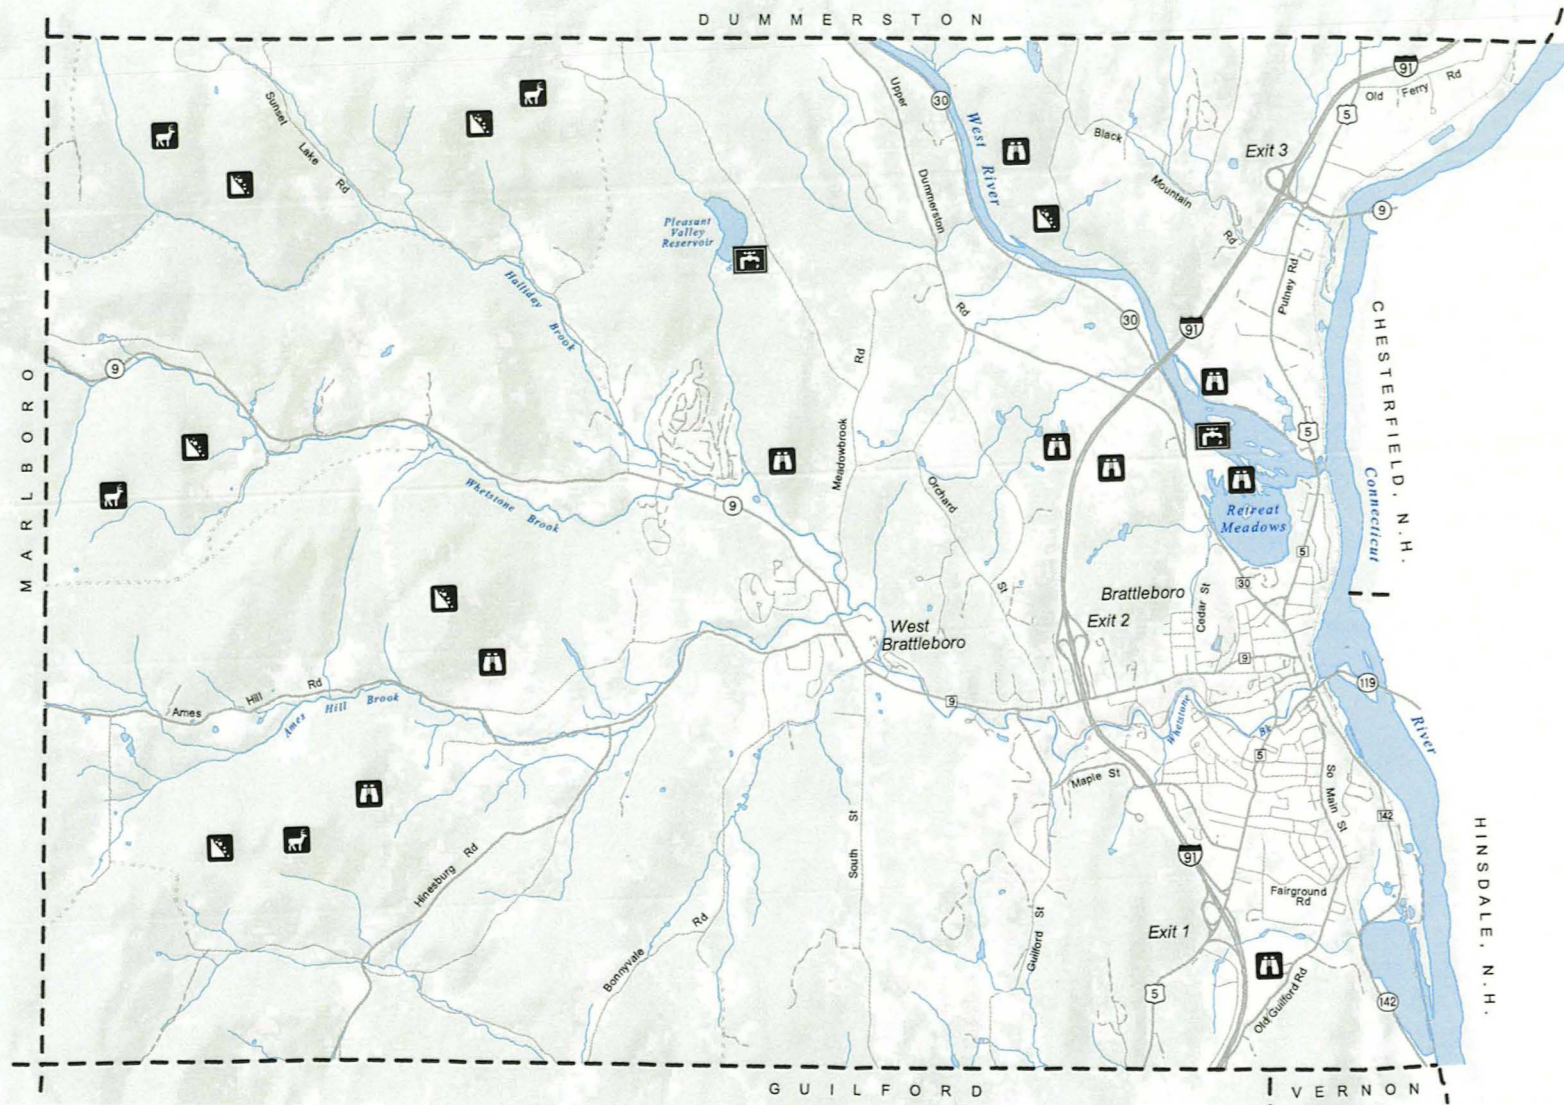 DUMMERSTON
91
Old Ferry Rd
5
Upper Dummerston Rd
30
West River
Black Mountain Rd
Exit 3
Sunset Lake Rd
9
Pleasant
Valley
Reservoir
Putney Rd
Halliday Brook
30
91
CHESTERFIELD, N.H.
9
MARLBORO
Meadowbrook Rd
5
Orchard St
Connecticut River
Whetstone Brook
9
Retreat
Meadows
5
30
Brattleboro
Cedar St
Exit 2
West
Brattleboro
9
119
9
Ames Hill Rd
Ames Hill Brook
Whetstone Bk
5
Maple St
So Main St
142
South St
91
HINSDALE, N.H.
Hinesburg Rd
Fairground
Rd
Exit 1
Guilford St
Bonnyvale Rd
5
Old Guilford Rd
142
GUILFORD
VERNON